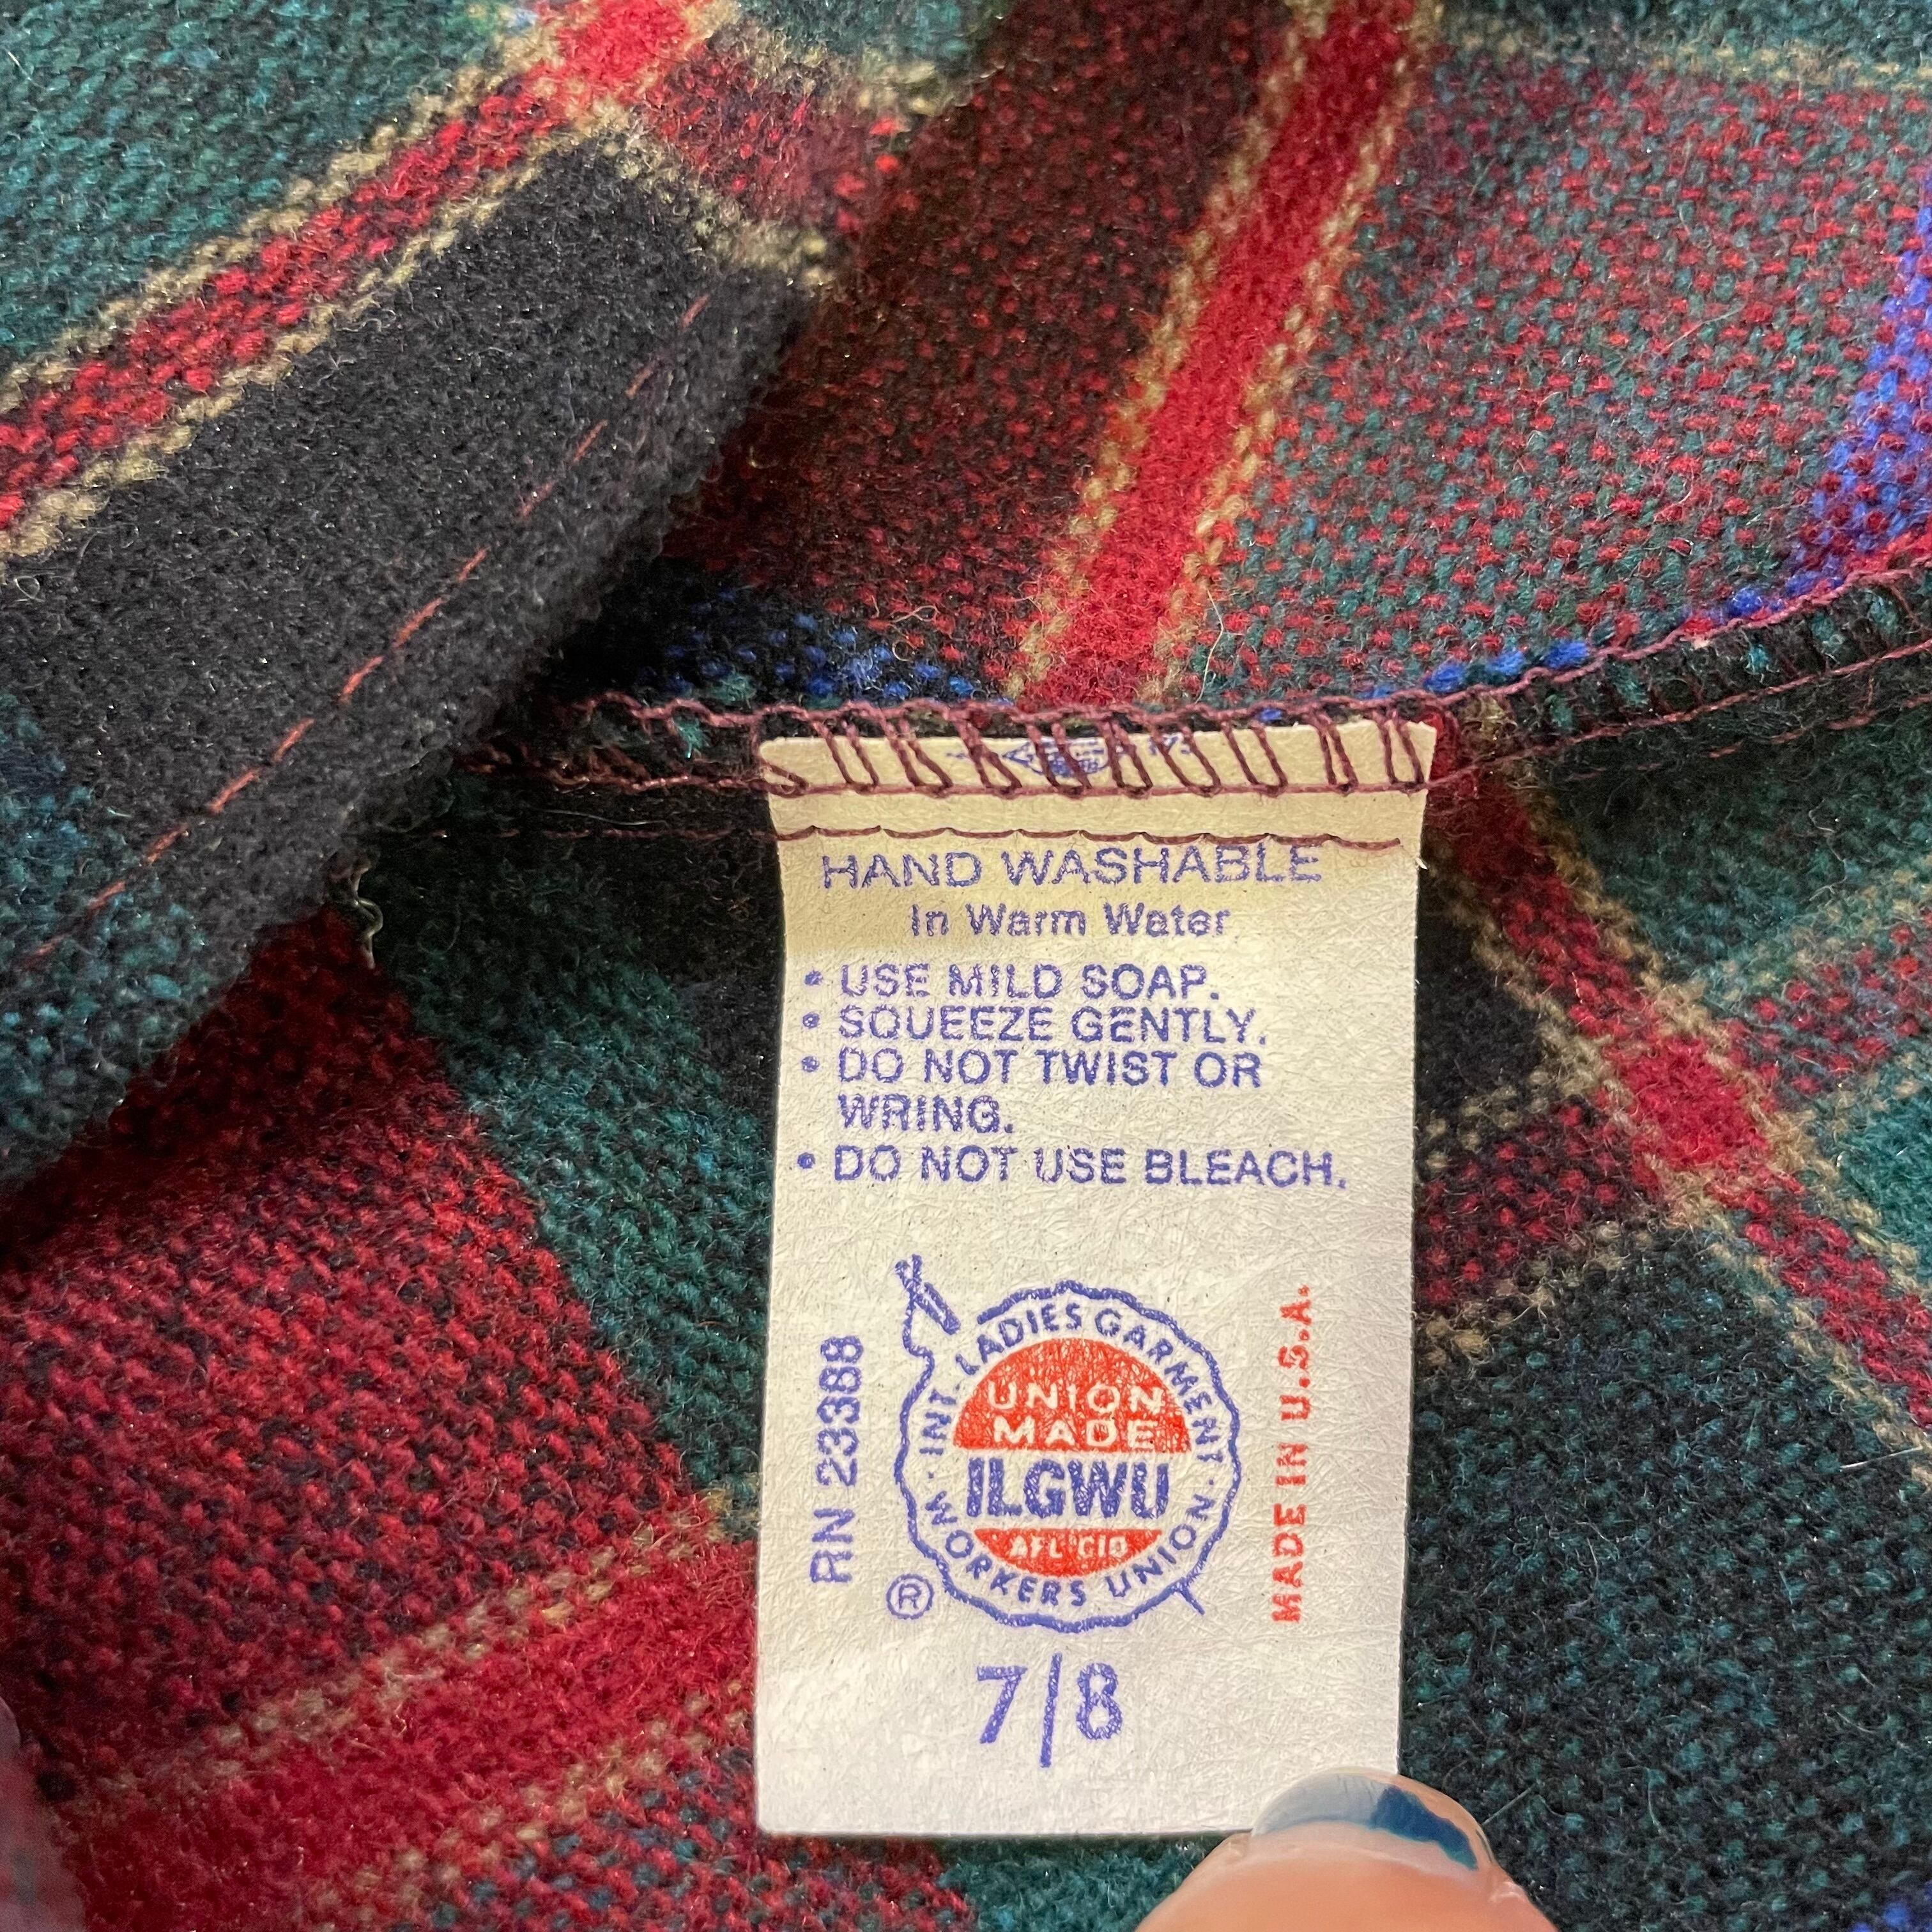 HAND WASHABLE
In Warm Water
• USE MILD SOAP.
• SQUEEZE GENTLY.
• DO NOT TWIST OR
WRING.
• DO NOT USE BLEACH.
RN 23388
INT. LADIES GARMENT WORKERS UNION
UNION
MADE
ILGWU
AFL CIO
®
MADE IN U.S.A.
7/8